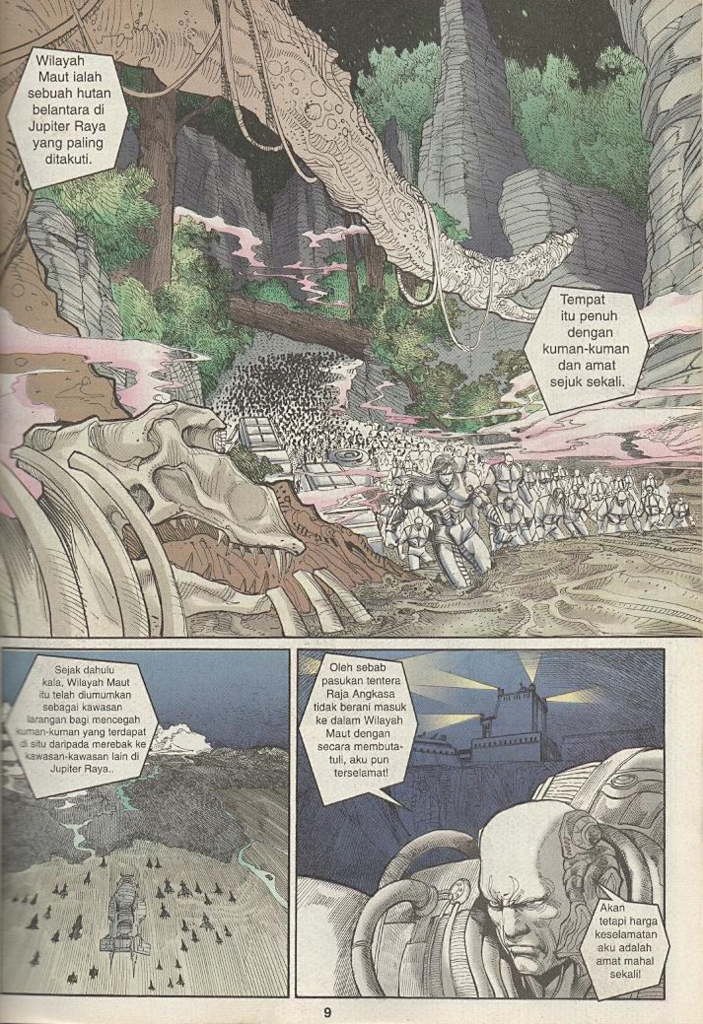 Wilayah
Maut ialah
sebuah hutan
belantara di
Jupiter Raya
yang paling
ditakuti.
Tempat
itu penuh
dengan
kuman-kuman
dan amat
sejuk sekali.
Sejak dahulu
kala, Wilayah Maut
itu telah diumumkan
sebagai kawasan
larangan bagi mencegah
kuman-kuman yang terdapat
di situ daripada merebak ke
kawasan-kawasan lain di
Jupiter Raya..
Oleh sebab
pasukan tentera
Raja Angkasa
tidak berani masuk
ke dalam Wilayah
Maut dengan
secara membuta-
tuli, aku pun
terselamat!
Akan
tetapi harga
keselamatan
aku adalah
amat mahal
sekali!
9